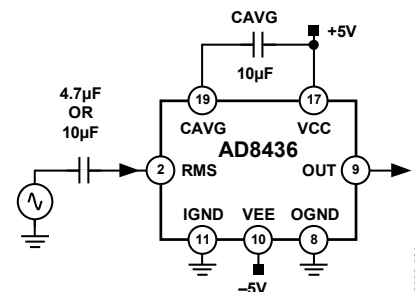 CAVG
+5V
10µF
4.7µF
OR
10µF
19
17
CAVG
VCC
AD8436
2
RMS
OUT
9
IGND
VEE
OGND
11
10
8
–5V